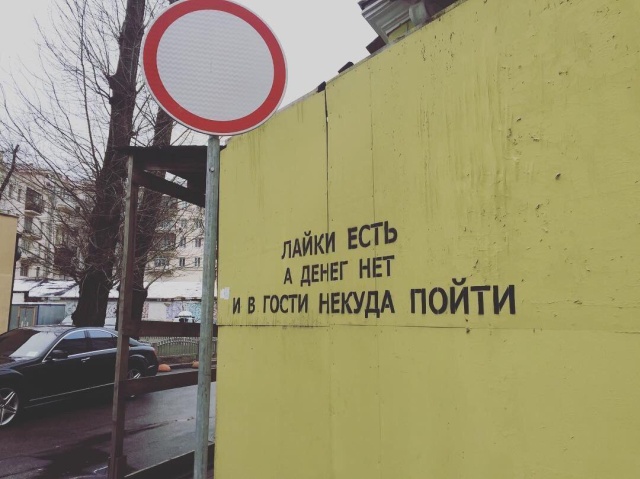 ЛАЙКИ ЕСТЬ
А ДЕНЕГ НЕТ
И В ГОСТИ НЕКУДА ПОЙТИ